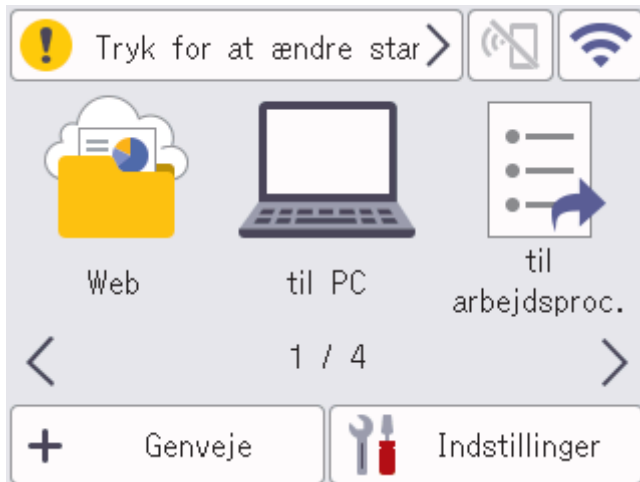 Tryk for at ændre star
Web
til PC
til
arbejdsproc.
1 / 4
Genveje
Indstillinger